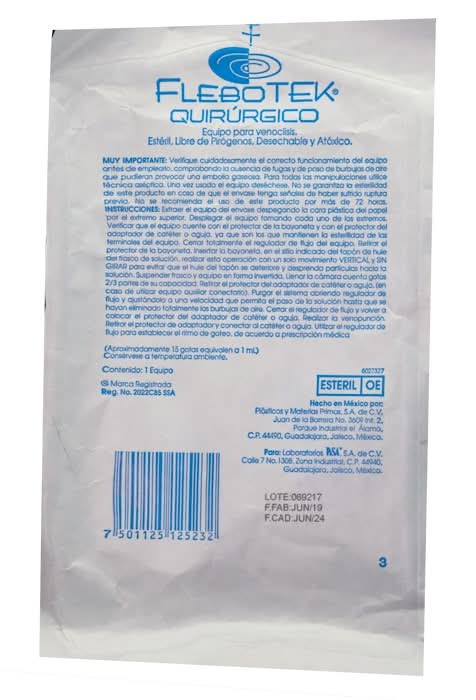 FLEBOTEK®
QUIRÚRGICO
Equipo para venoclisis.
Estéril, Libre de Pirógenos, Desechable y Atóxico.
MUY IMPORTANTE: Verifique cuidadosamente el correcto funcionamiento del equipo
antes de emplearlo, comprobando la ausencia de fugas y de paso de burbujas de aire
que pudieran provocar una embolia gaseosa. Para todas las manipulaciones utilice
técnica aséptica. Una vez usado el equipo deséchese. No se garantiza la esterilidad
de este producto en caso de que el envase tenga señales de haber sufrido ruptura
previa. No se recomienda el uso de este producto por más de 72 horas.
INSTRUCCIONES: Extraer el equipo del envase despegando la cara plástica del papel
por el extremo superior. Desplegar el equipo tomando cada uno de los extremos.
Verificar que el equipo cuente con el protector de la bayoneta y con el protector del
adaptador de catéter o aguja, ya que son los que mantienen la esterilidad de las
terminales del equipo. Cerrar totalmente el regulador de flujo del equipo. Retirar el
protector de la bayoneta. Insertar la bayoneta, en el sitio indicado del tapón de hule
del frasco de solución, realizar esta operación con un solo movimiento VERTICAL, y SIN
GIRAR para evitar que el hule del tapón se deteriore y desprenda partículas hacia la
solución. Suspender frasco y equipo en forma invertida. Llenar la cámara cuenta gotas
2/3 partes de su capacidad. Retirar el protector del adaptador de catéter o aguja, (en
caso de utilizar equipo auxiliar conectarlo). Purgar el sistema abriendo regulador de
flujo y ajustándolo a una velocidad que permita el paso de la solución hasta que se
hayan eliminado totalmente las burbujas de aire. Cerrar el regulador de flujo y volver a
colocar el protector del adaptador de catéter o aguja. Realizar la venopunción.
Retirar el protector de adaptador y conectar al catéter o aguja. Utilizar el regulador de
flujo para establecer el ritmo de goteo, de acuerdo a prescripción médica
(Aproximadamente 15 gotas equivalen a 1 mL)
Consérvese a temperatura ambiente.
Contenido: 1 Equipo
® Marca Registrada
Reg. No. 2022C85 SSA
6027327
ESTERIL OE
Hecho en México por:
Plásticos y Materias Primas, S.A. de C.V.
Juan de la Barrera No. 3609 Int. 2,
Parque Industrial el Álamo,
C.P. 44490, Guadalajara, Jalisco, México.
Para: Laboratorios PiSA® S.A. de C.V.
Calle 7 No. 1308, Zona Industrial, C.P. 44940,
Guadalajara, Jalisco, México.
LOTE:069217
F.FAB:JUN/19
F.CAD:JUN/24
7 501125 125232
3